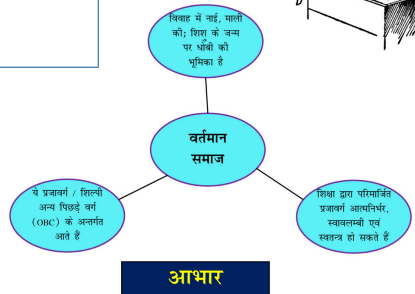 विवाह में नाई, माली
की; शिशु के जन्म
पर धोबी की
भूमिका है
वर्तमान
समाज
ये प्रजावर्ग / शिल्पी
अन्य पिछड़े वर्ग
(OBC) के अन्तर्गत
आते हैं
शिक्षा द्वारा परिमार्जित
प्रजावर्ग आत्मनिर्भर,
स्वावलम्बी एवं
स्वतन्त्र हो सकते हैं
आभार